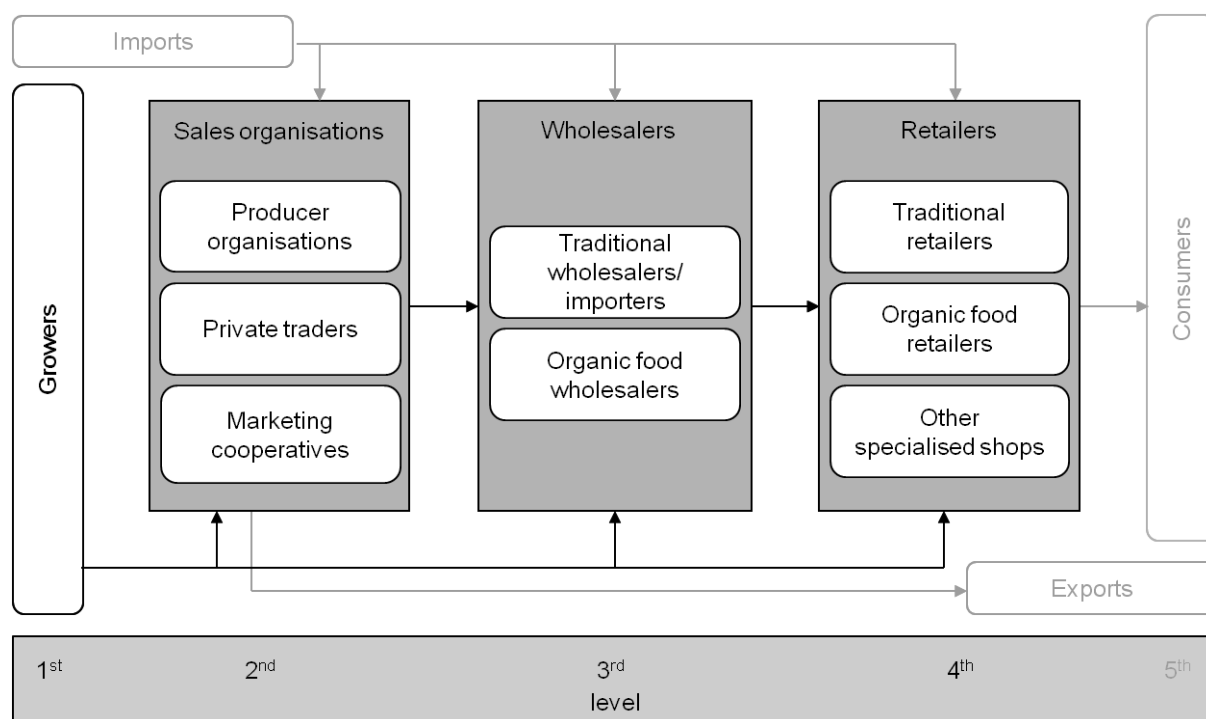 Imports
Growers
Sales organisations
Producer
organisations
Private traders
Marketing
cooperatives
Wholesalers
Traditional
wholesalers/
importers
Organic food
wholesalers
Retailers
Traditional
retailers
Organic food
retailers
Other
specialised shops
Consumers
Exports
1st 2nd 3rd 4th 5th
level